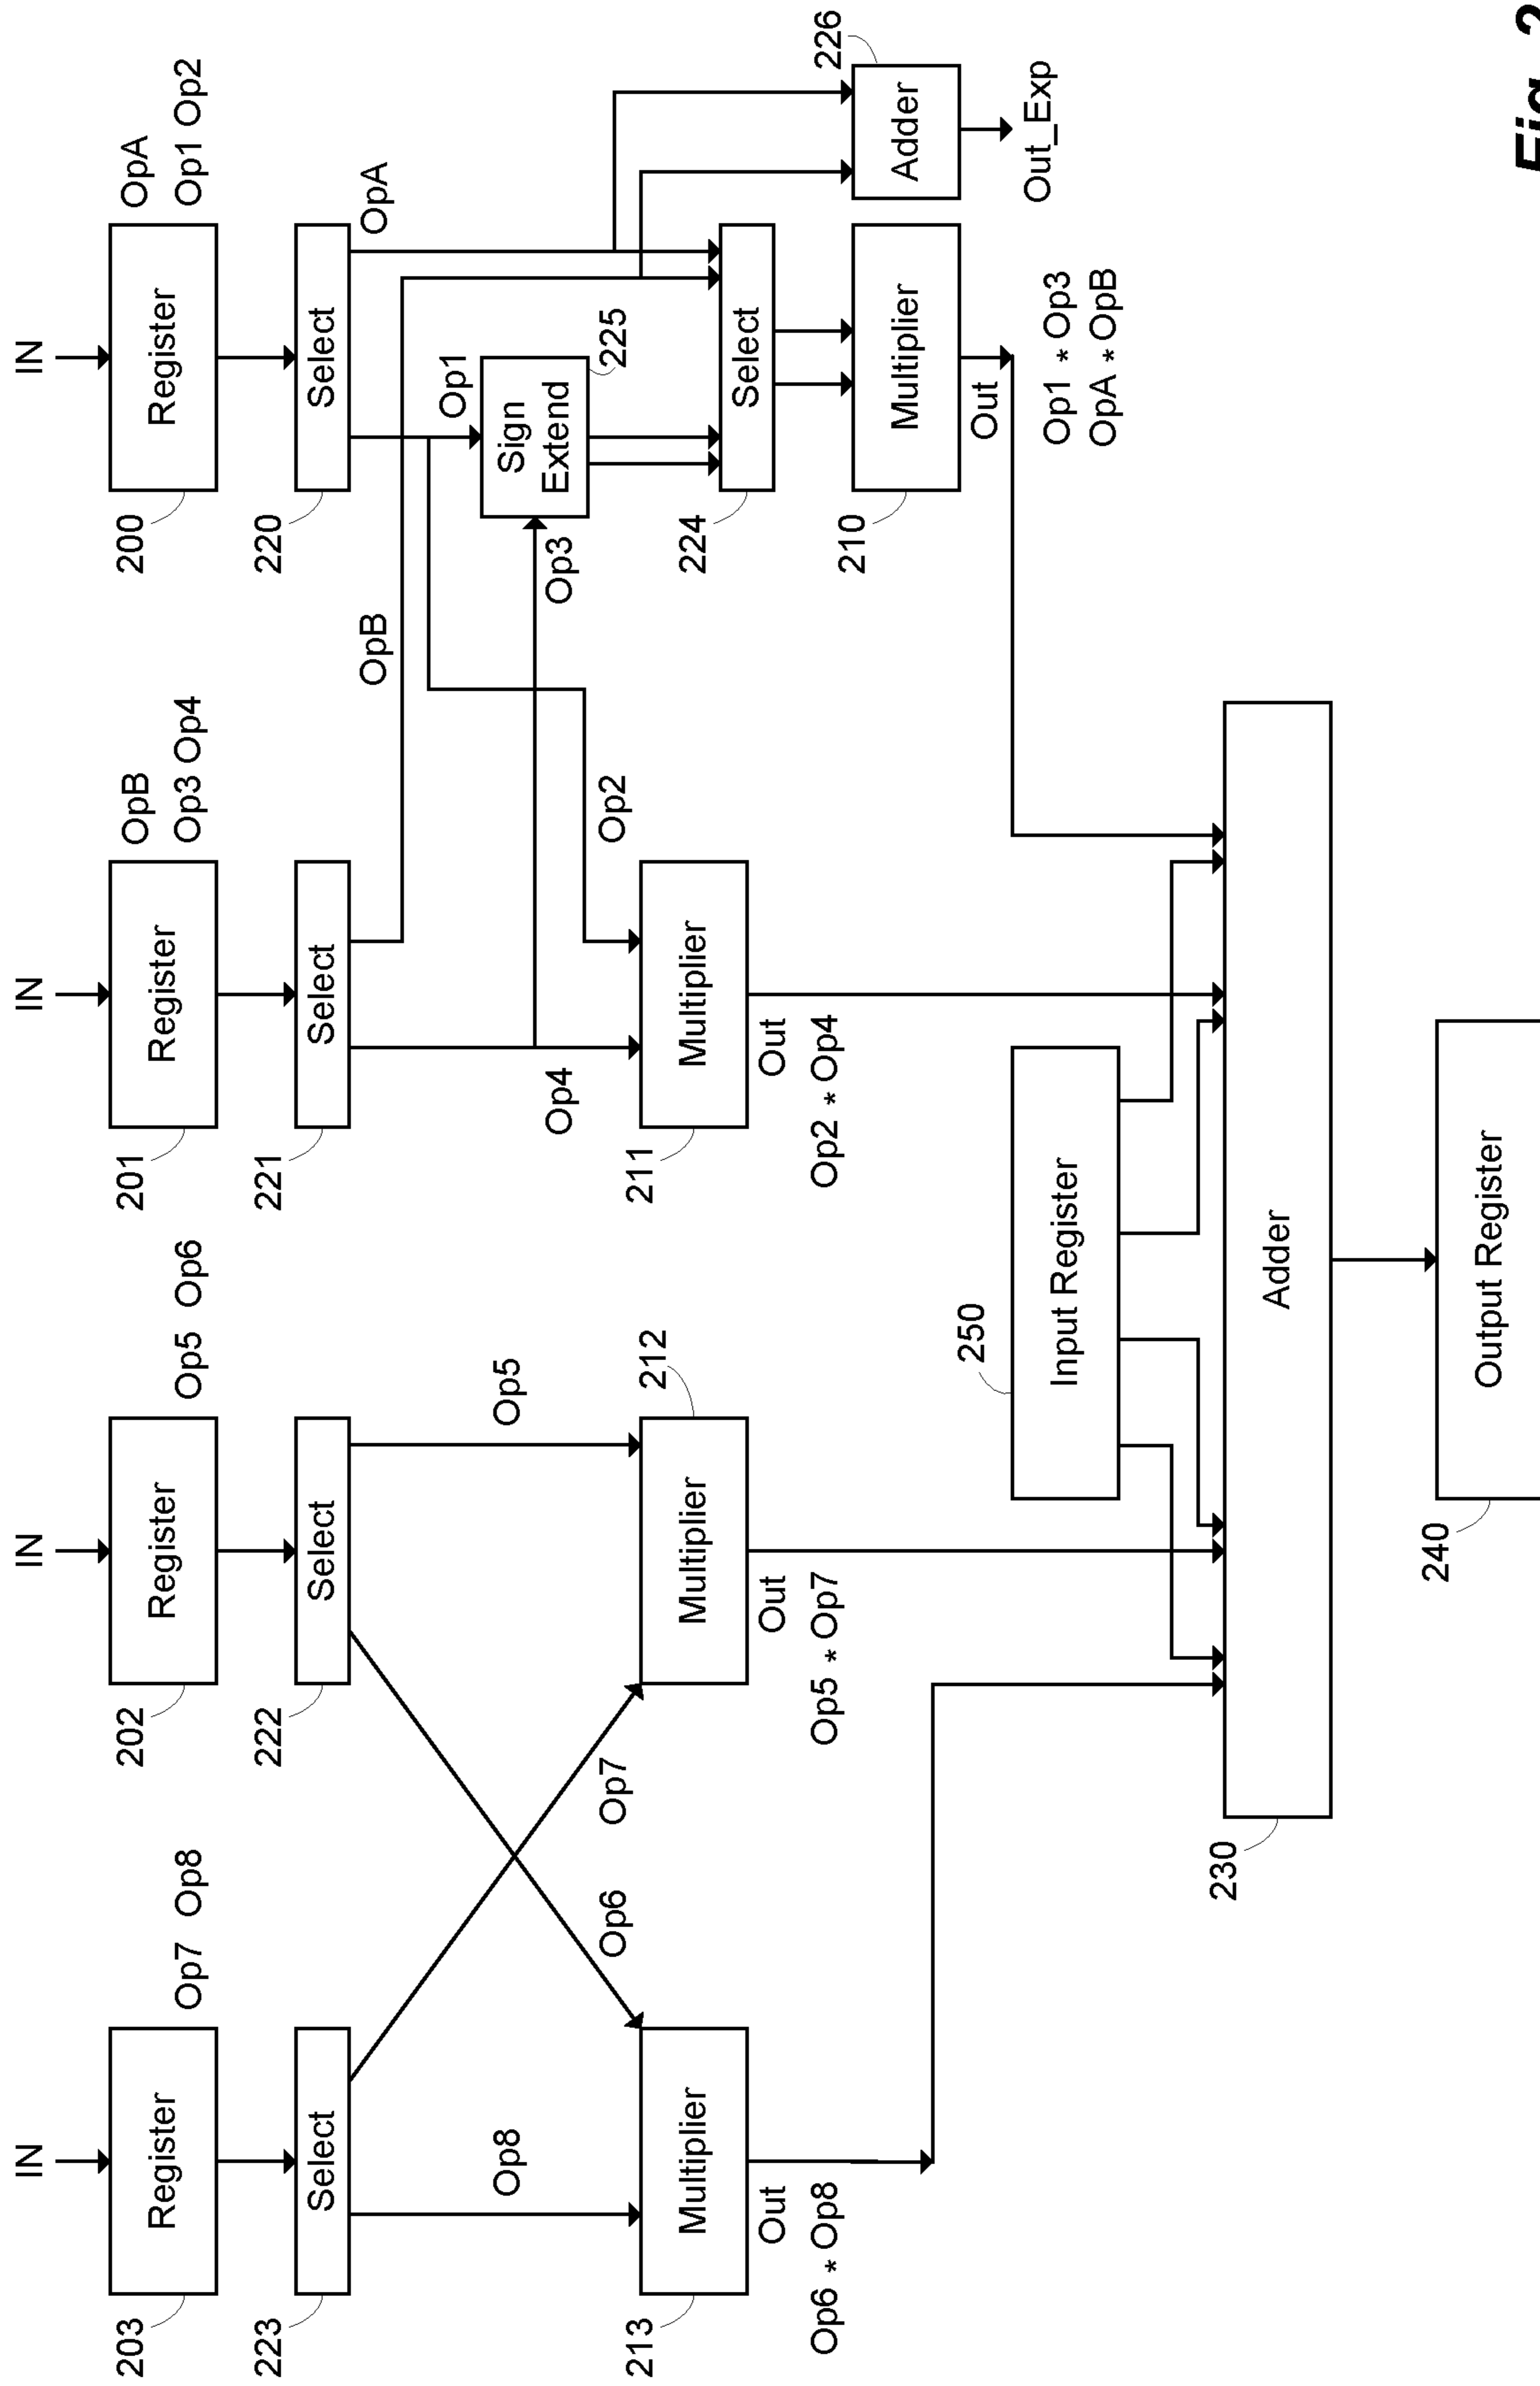 IN
IN
IN
IN
OpA
Op1 Op2
OpB
Op3 Op4
Op5 Op6
Op7 Op8
Register
Register
Register
Register
200
201
202
203
Select
Select
Select
Select
220
221
222
223
OpA
OpB
Op1
Sign
Extend
225
Op3
Op2
Op4
Op5
Op7
Op6
Op8
Select
224
226
Adder
Out_Exp
Multiplier
210
Out
Op1 * Op3
OpA * OpB
Multiplier
211
Out
Op2 * Op4
Multiplier
212
Out
Op5 * Op7
Multiplier
213
Out
Op6 * Op8
250
Input Register
Adder
230
Output Register
240
Fig. 2